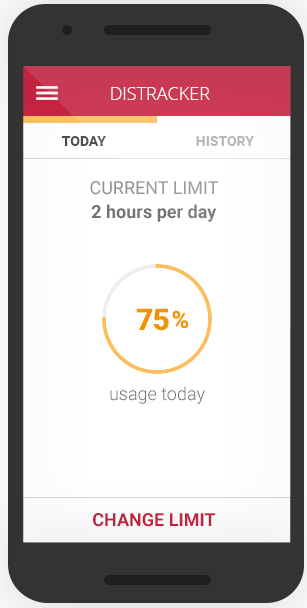 DISTRACKER
TODAY HISTORY
CURRENT LIMIT
2 hours per day
75%
usage today
CHANGE LIMIT